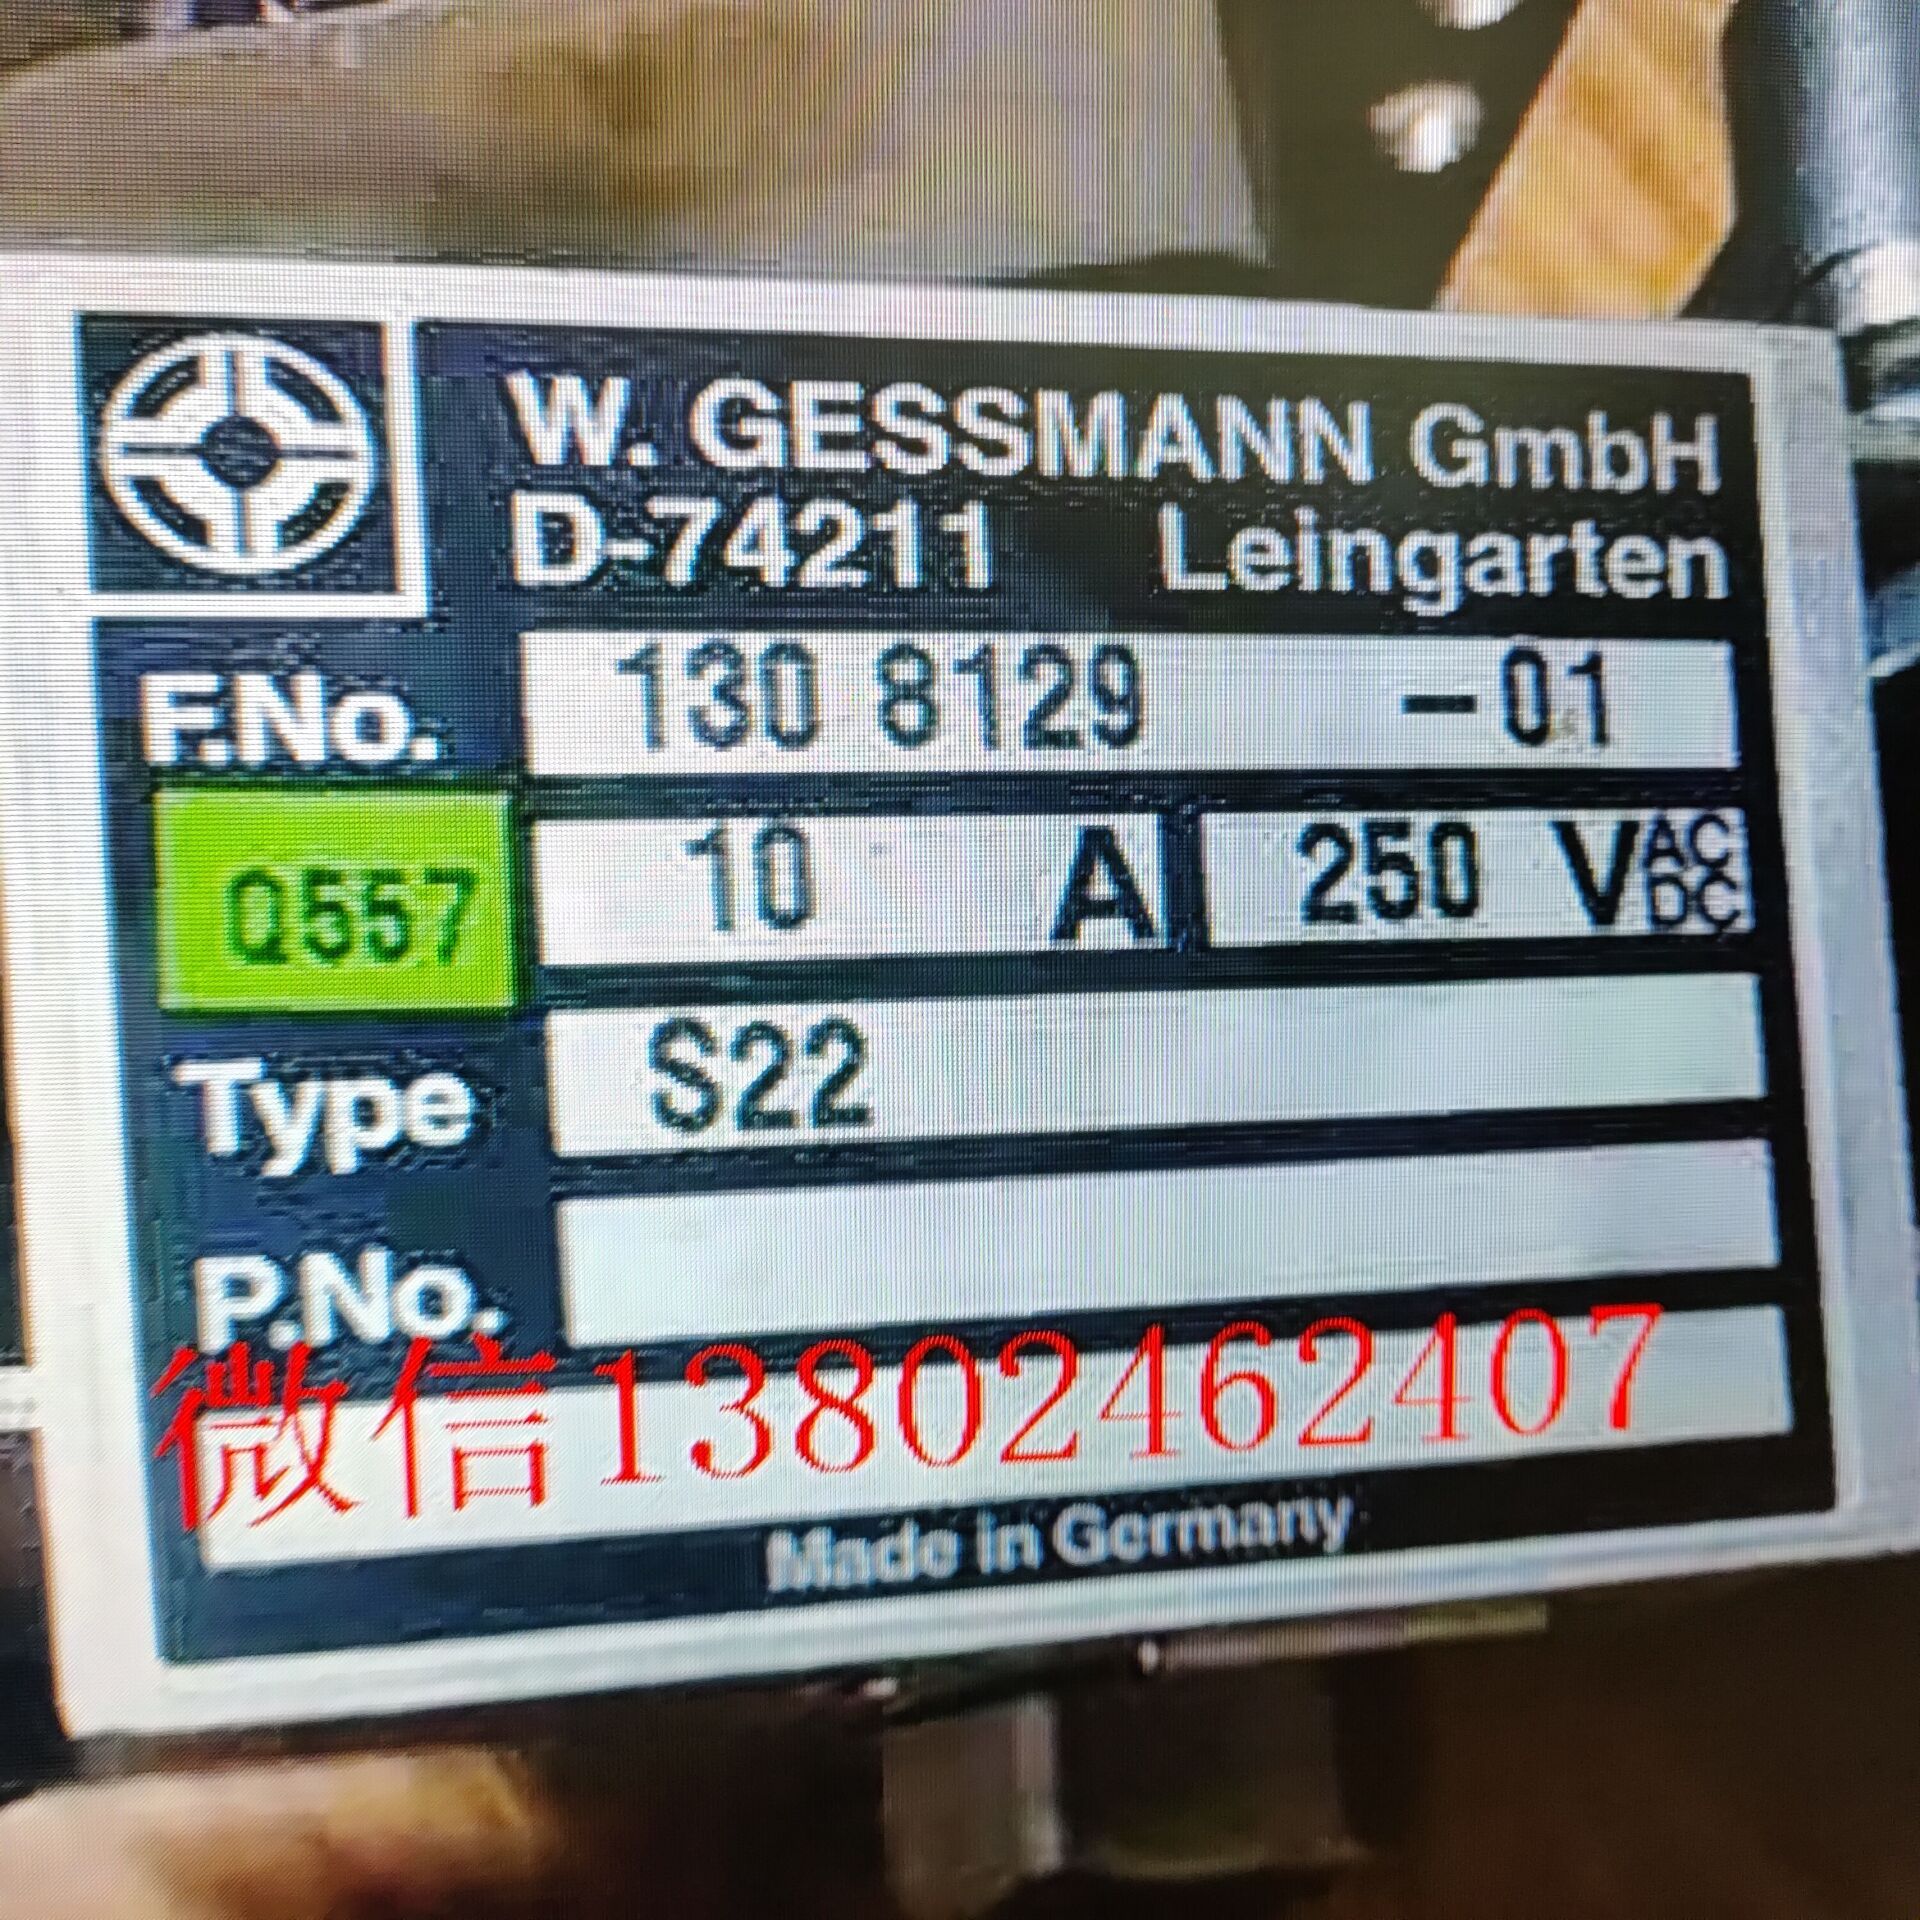 W. GESSMANN GmbH
D-74211 Leingarten
F.No. 130 8129 -01
Q557 10 A 250 V AC DC
Type S22
P.No.
微信13802462407
Made in Germany